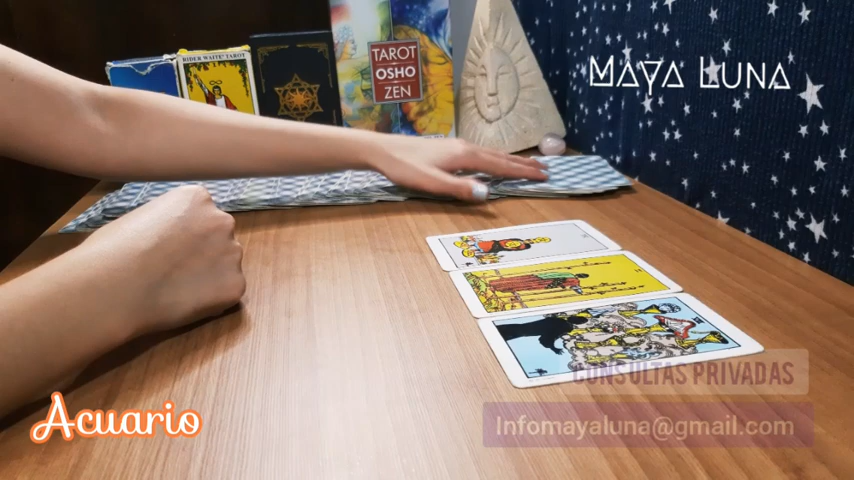 RIDER WAITE TAROT
TAROT
OSHO
ZEN
MAYA LUNA
CONSULTAS PRIVADAS
Infomayaluna@gmail.com
Acuario